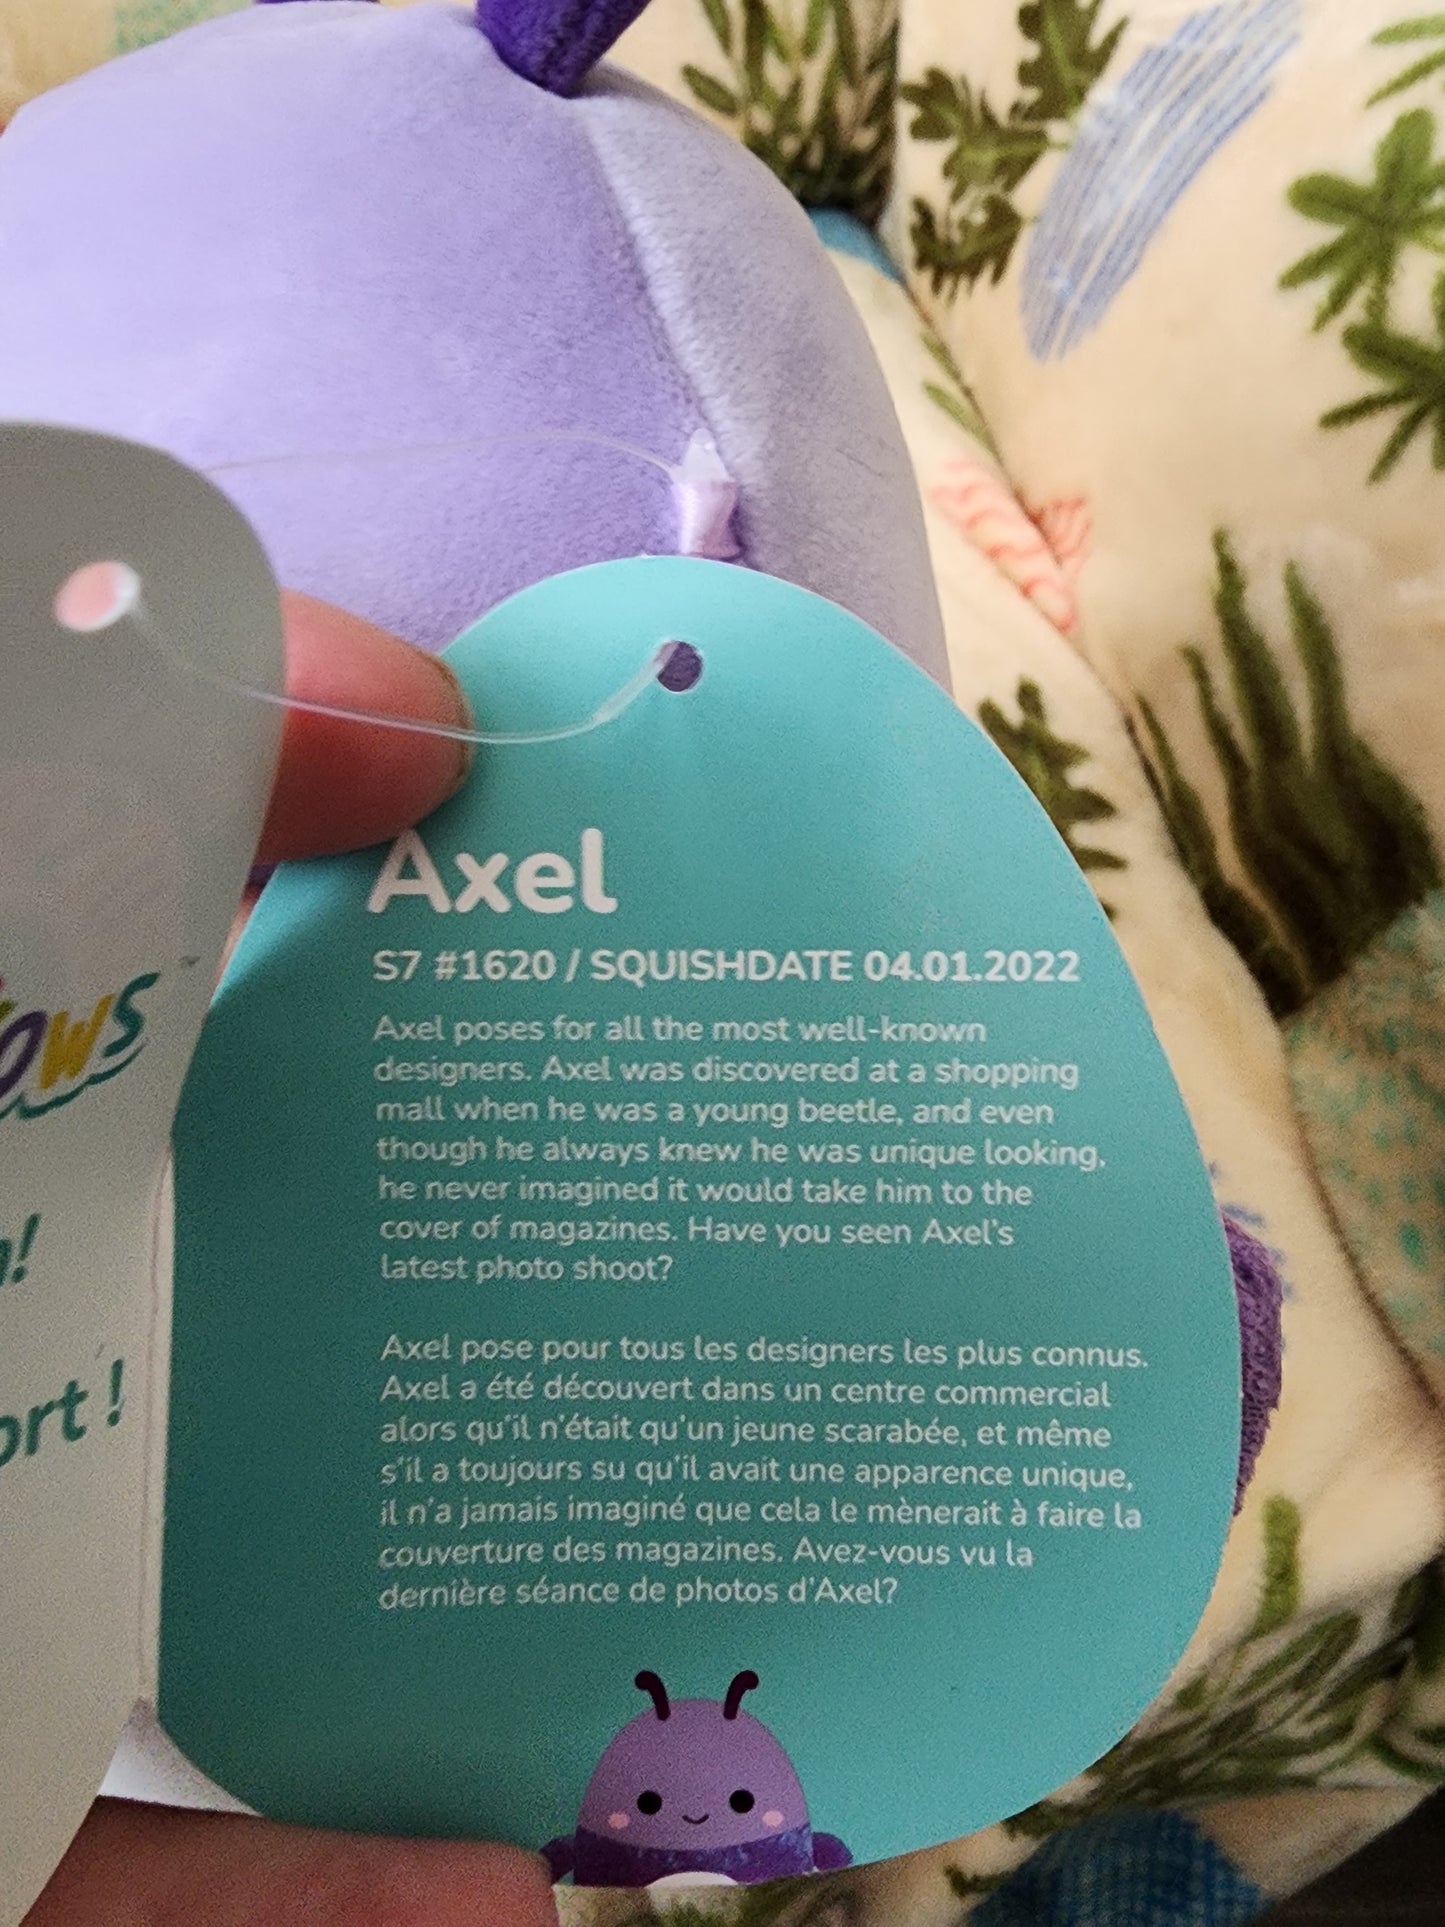 Axel
S7 #1620 / SQUISHDATE 04.01.2022
Axel poses for all the most well-known
designers. Axel was discovered at a shopping
mall when he was a young beetle, and even
though he always knew he was unique looking,
he never imagined it would take him to the
cover of magazines. Have you seen Axel's
latest photo shoot?
Axel pose pour tous les designers les plus connus.
Axel a été découvert dans un centre commercial
alors qu'il n'était qu'un jeune scarabée, et même
s'il a toujours su qu'il avait une apparence unique,
il n'a jamais imaginé que cela le mènerait à faire la
couverture des magazines. Avez-vous vu la
dernière séance de photos d'Axel?